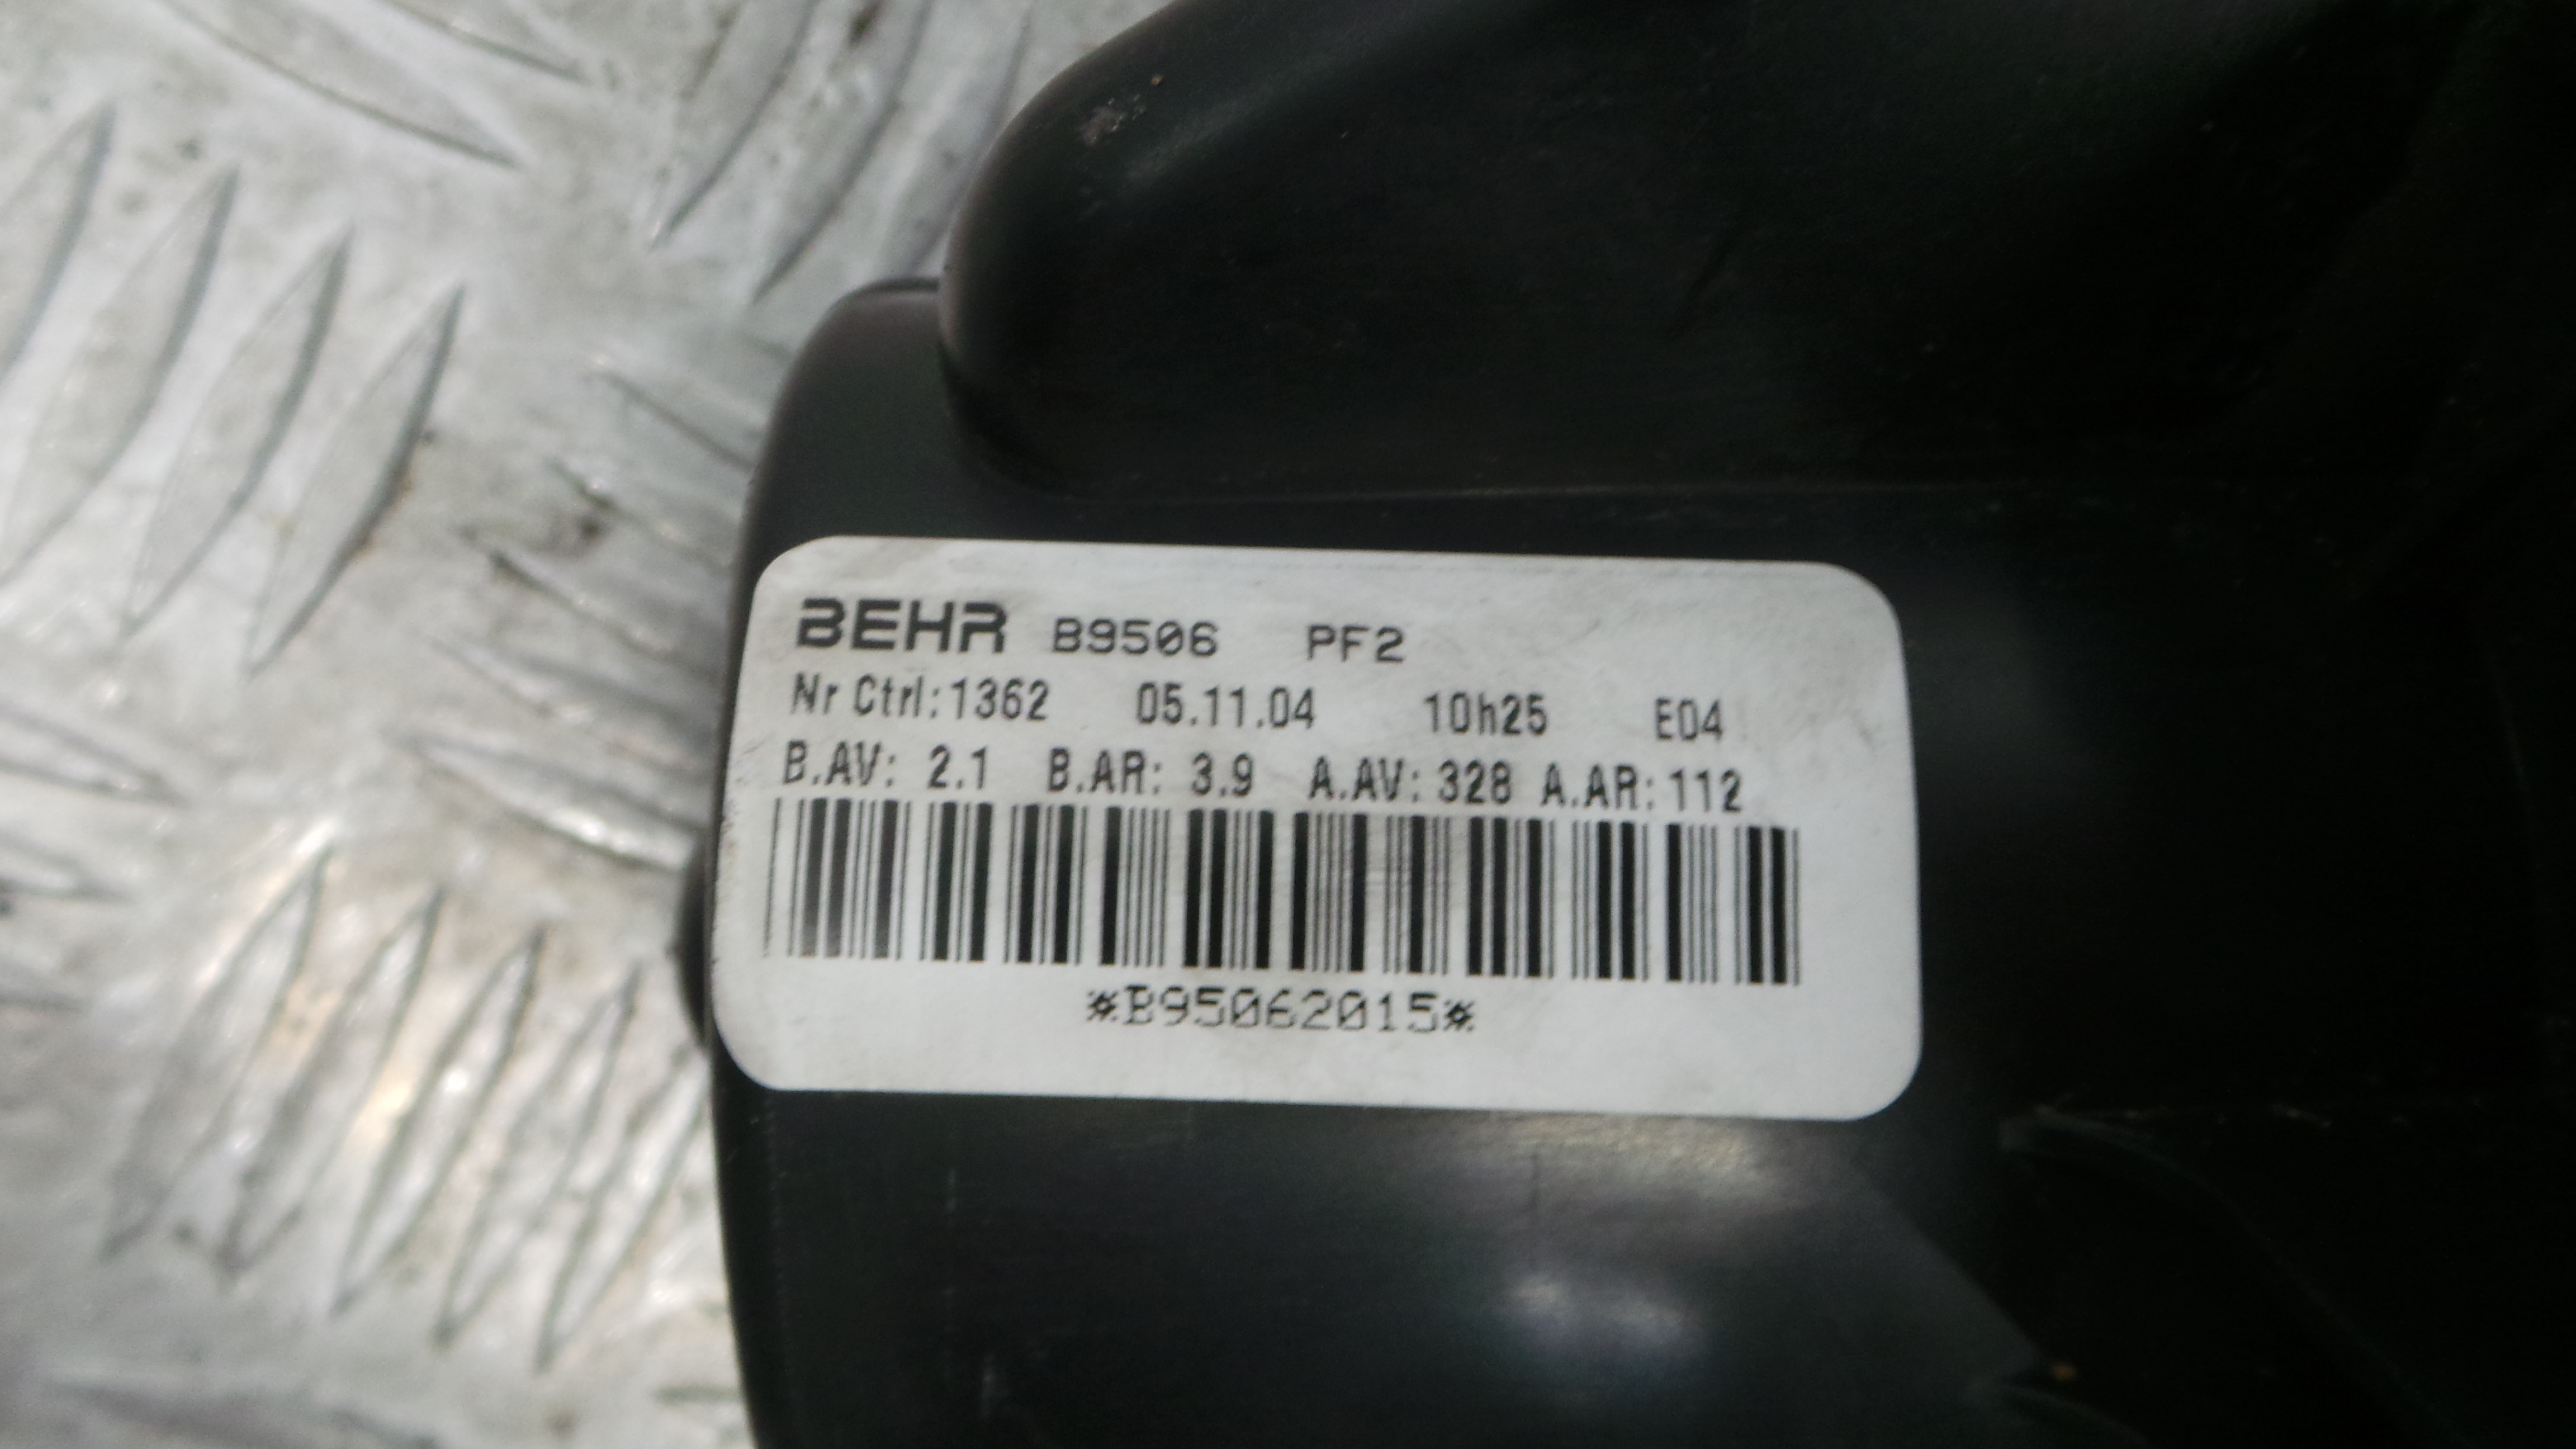 BEHR B9506 PF2
Nr Ctrl:1362 05.11.04 10h25 E04
B.AV: 2.1 B.AR: 3.9 A.AV: 328 A.AR: 112
*B95062015*